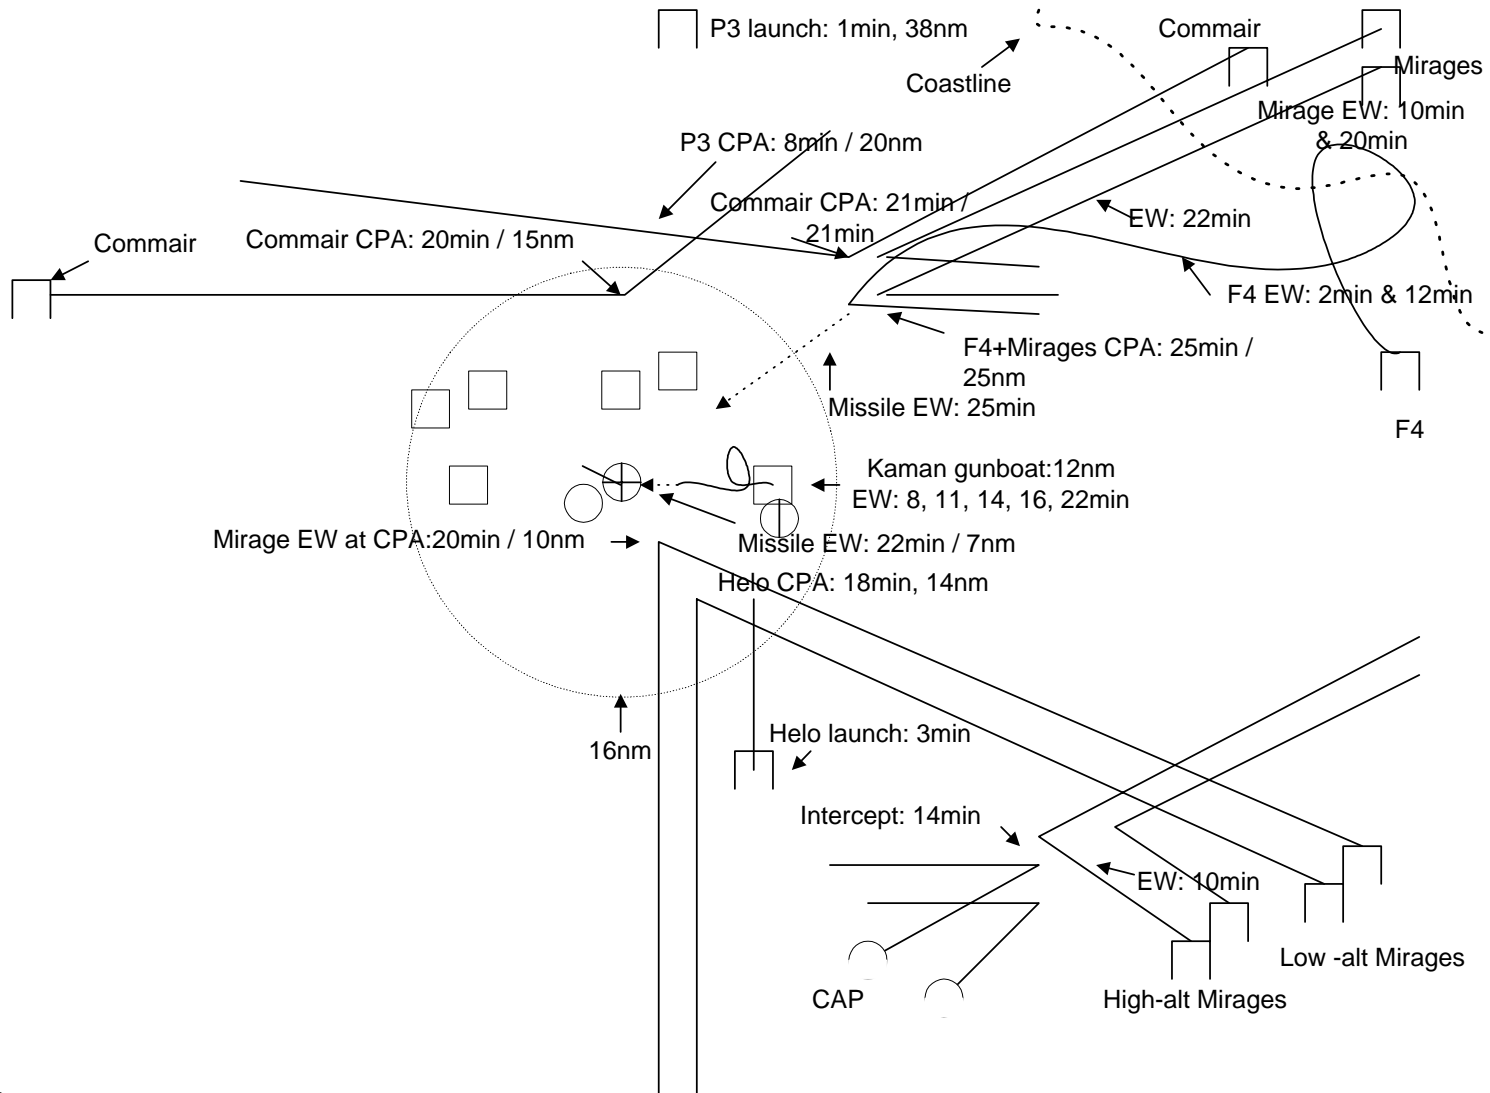 P3 launch: 1min, 38nm
Commair
Coastline
Mirages
Mirage EW: 10min
& 20min
P3 CPA: 8min / 20nm
Commair CPA: 21min /
21min
EW: 22min
Commair
Commair CPA: 20min / 15nm
F4 EW: 2min & 12min
F4+Mirages CPA: 25min /
25nm
Missile EW: 25min
F4
Kaman gunboat:12nm
EW: 8, 11, 14, 16, 22min
Mirage EW at CPA:20min / 10nm
Missile EW: 22min / 7nm
Helo CPA: 18min, 14nm
16nm
Helo launch: 3min
Intercept: 14min
EW: 10min
Low -alt Mirages
CAP
High-alt Mirages